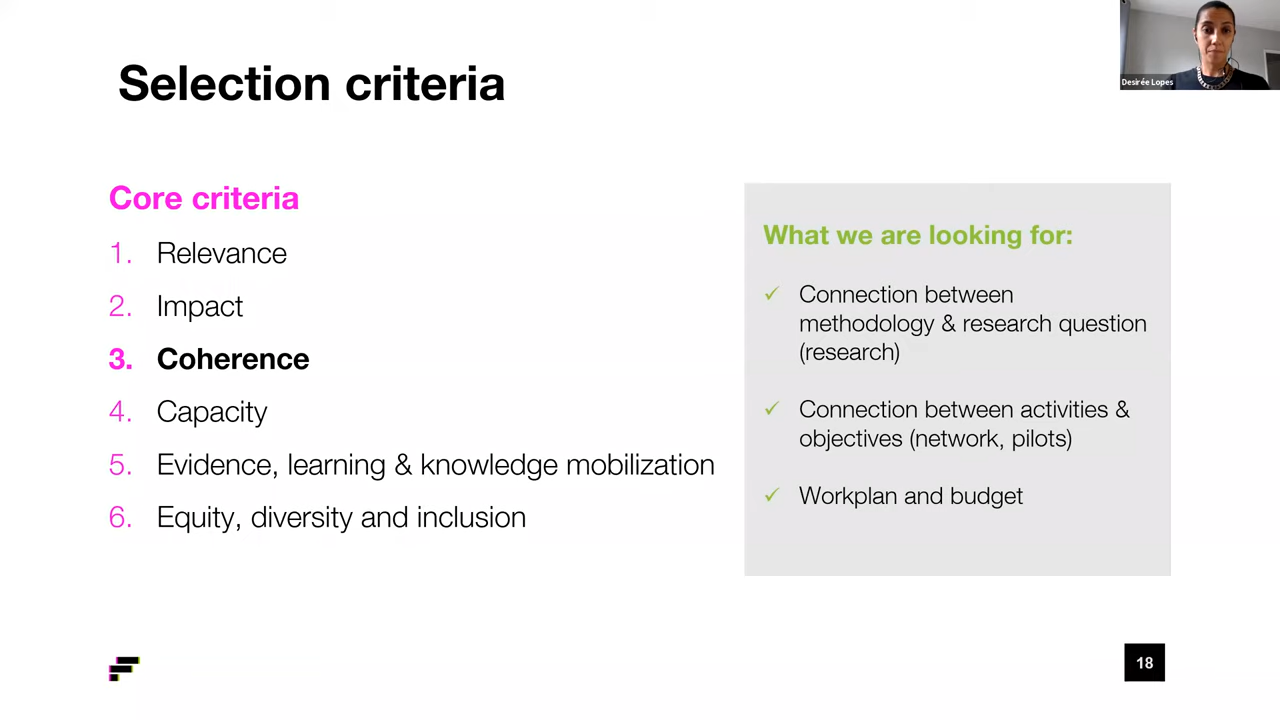 Selection criteria
Desirée Lopes
Core criteria
1. Relevance
2. Impact
3. Coherence
4. Capacity
5. Evidence, learning & knowledge mobilization
6. Equity, diversity and inclusion
What we are looking for:
✓ Connection between
methodology & research question
(research)
✓ Connection between activities &
objectives (network, pilots)
✓ Workplan and budget
18